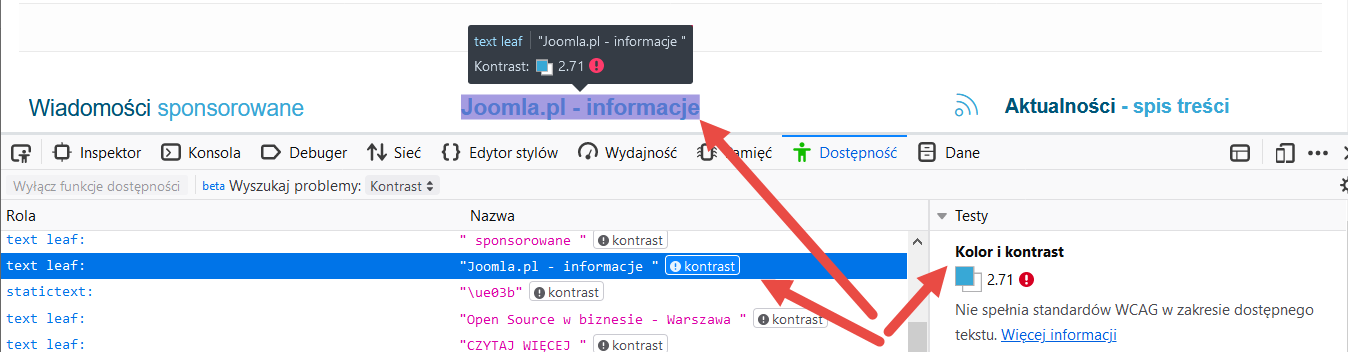 text leaf "Joomla.pl - informacje "
Kontrast: 2.71
Wiadomości sponsorowane Joomla.pl - informacje Aktualności - spis treści
Inspektor Konsola Debuger Sieć Edytor stylów Wydajność Pamięć Dostępność Dane
Wyłącz funkcje dostępności beta Wyszukaj problemy: Kontrast
Rola Nazwa Testy
text leaf: " sponsorowane " kontrast
Kolor i kontrast
text leaf: "Joomla.pl - informacje " kontrast
2.71
statictext: "\ue03b" kontrast
Nie spełnia standardów WCAG w zakresie dostępnego
text leaf: "Open Source w biznesie - Warszawa " kontrast
tekstu. Więcej informacji
text leaf: "CZYTAJ WIĘCEJ " kontrast